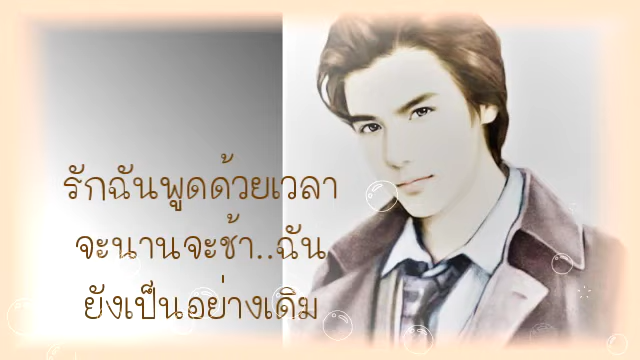 รักฉันพูดด้วยเวลา
จะนานจะช้า..ฉัน
ยังเป็นอย่างเดิม